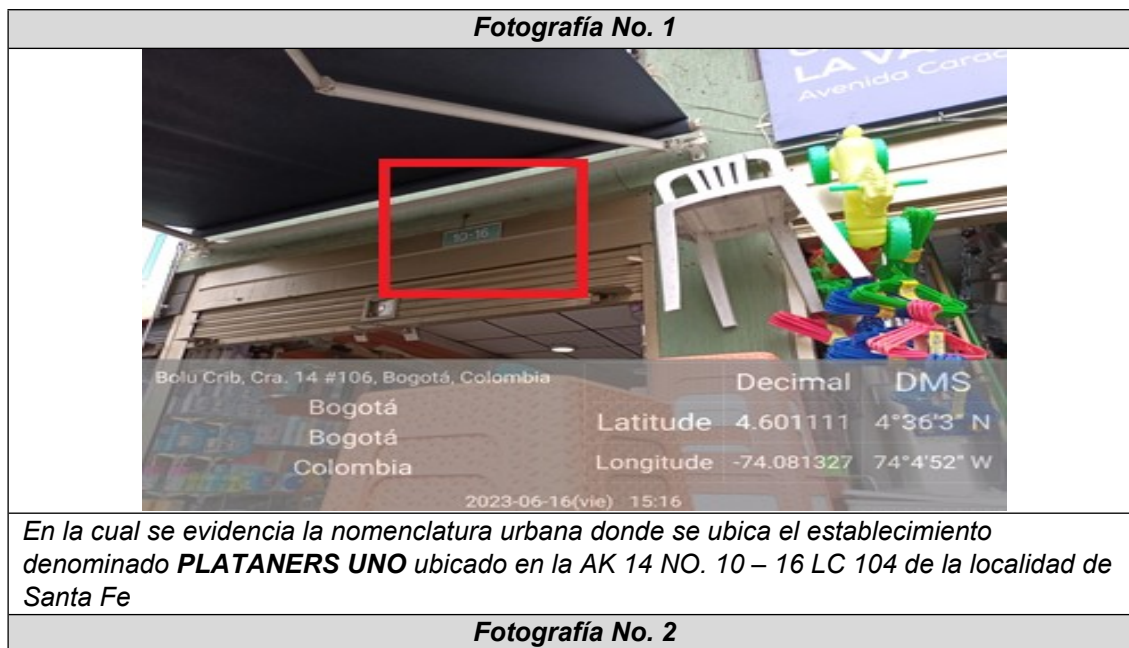 Fotografía No. 1
LA VA
Avenida Carac
10-16
Bolu Crib, Cra. 14 #106, Bogotá, Colombia
Bogotá
Bogotá
Colombia
Decimal DMS
Latitude 4.601111 4°36'3" N
Longitude -74.081327 74°4'52" W
2023-06-16(vie) 15:16
En la cual se evidencia la nomenclatura urbana donde se ubica el establecimiento
denominado PLATANERS UNO ubicado en la AK 14 NO. 10 – 16 LC 104 de la localidad de
Santa Fe
Fotografía No. 2